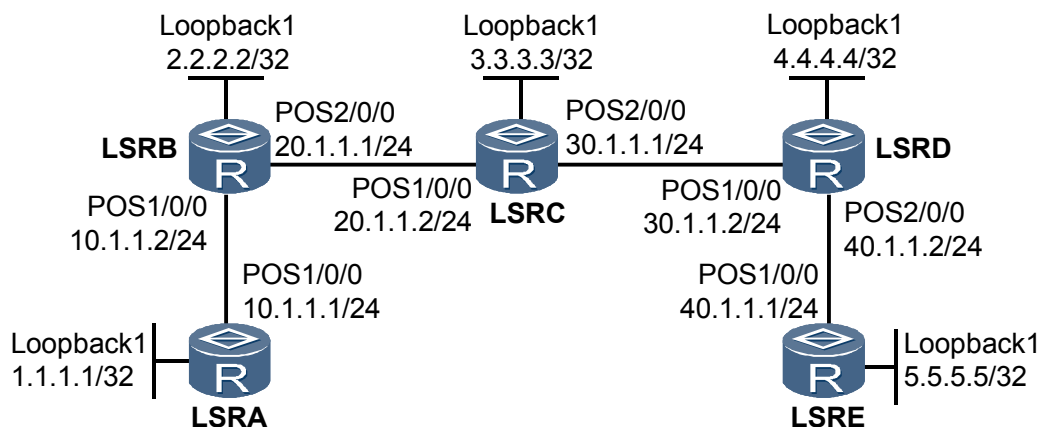 Loopback1
2.2.2.2/32
Loopback1
3.3.3.3/32
Loopback1
4.4.4.4/32
LSRB
POS2/0/0
20.1.1.1/24
POS2/0/0
30.1.1.1/24
LSRD
R
R
R
POS1/0/0
10.1.1.2/24
POS1/0/0
20.1.1.2/24
LSRC
POS1/0/0
30.1.1.2/24
POS2/0/0
40.1.1.2/24
POS1/0/0
10.1.1.1/24
POS1/0/0
40.1.1.1/24
Loopback1
1.1.1.1/32
R
LSRA
R
LSRE
Loopback1
5.5.5.5/32